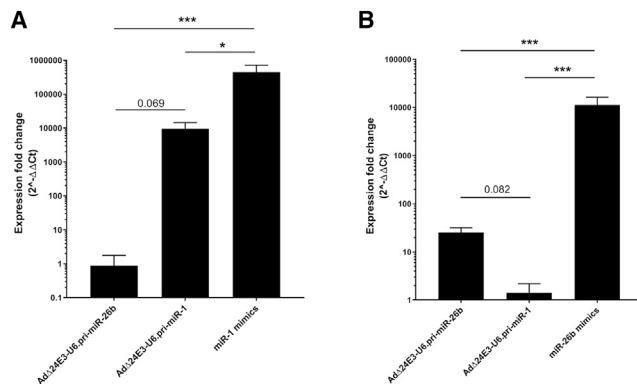 A
***
*
0.069
Expression fold change
(2^-ΔΔCt)
1000000
100000
10000
1000
100
10
1
0.1
AdΔ24E3-U6.pri-miR-26b
AdΔ24E3-U6.pri-miR-1
miR-1 mimics
B
***
***
0.082
Expression fold change
(2^-ΔΔCt)
100000
10000
1000
100
10
1
AdΔ24E3-U6.pri-miR-26b
AdΔ24E3-U6.pri-miR-1
miR-26b mimics